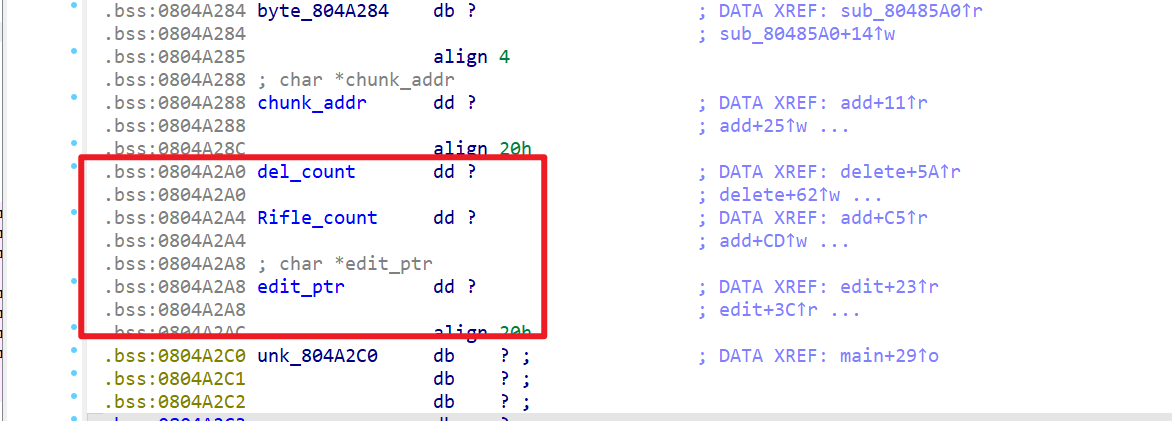 .bss:0804A284 byte_804A284 db ? ; DATA XREF: sub_80485A0↑r
.bss:0804A284 ; sub_80485A0+14↑w
.bss:0804A285 align 4
.bss:0804A288 ; char *chunk_addr
.bss:0804A288 chunk_addr dd ? ; DATA XREF: add+11↑r
.bss:0804A288 ; add+25↑w ...
.bss:0804A28C align 20h
.bss:0804A2A0 del_count dd ? ; DATA XREF: delete+5A↑r
.bss:0804A2A0 ; delete+62↑w ...
.bss:0804A2A4 Rifle_count dd ? ; DATA XREF: add+C5↑r
.bss:0804A2A4 ; add+CD↑w ...
.bss:0804A2A8 ; char *edit_ptr
.bss:0804A2A8 edit_ptr dd ? ; DATA XREF: edit+23↑r
.bss:0804A2A8 ; edit+3C↑r ...
.bss:0804A2AC align 20h
.bss:0804A2C0 unk_804A2C0 db ? ; ; DATA XREF: main+29↑o
.bss:0804A2C1 db ? ;
.bss:0804A2C2 db ? ;